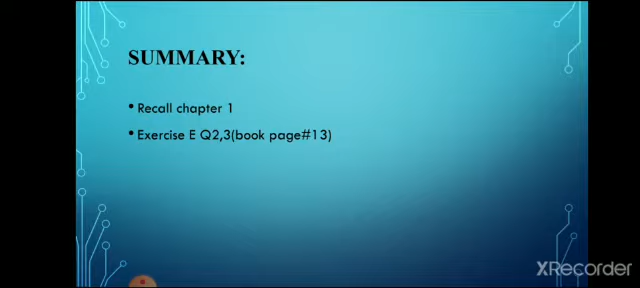 SUMMARY:
• Recall chapter 1
• Exercise E Q2,3(book page#13)
XRecorder